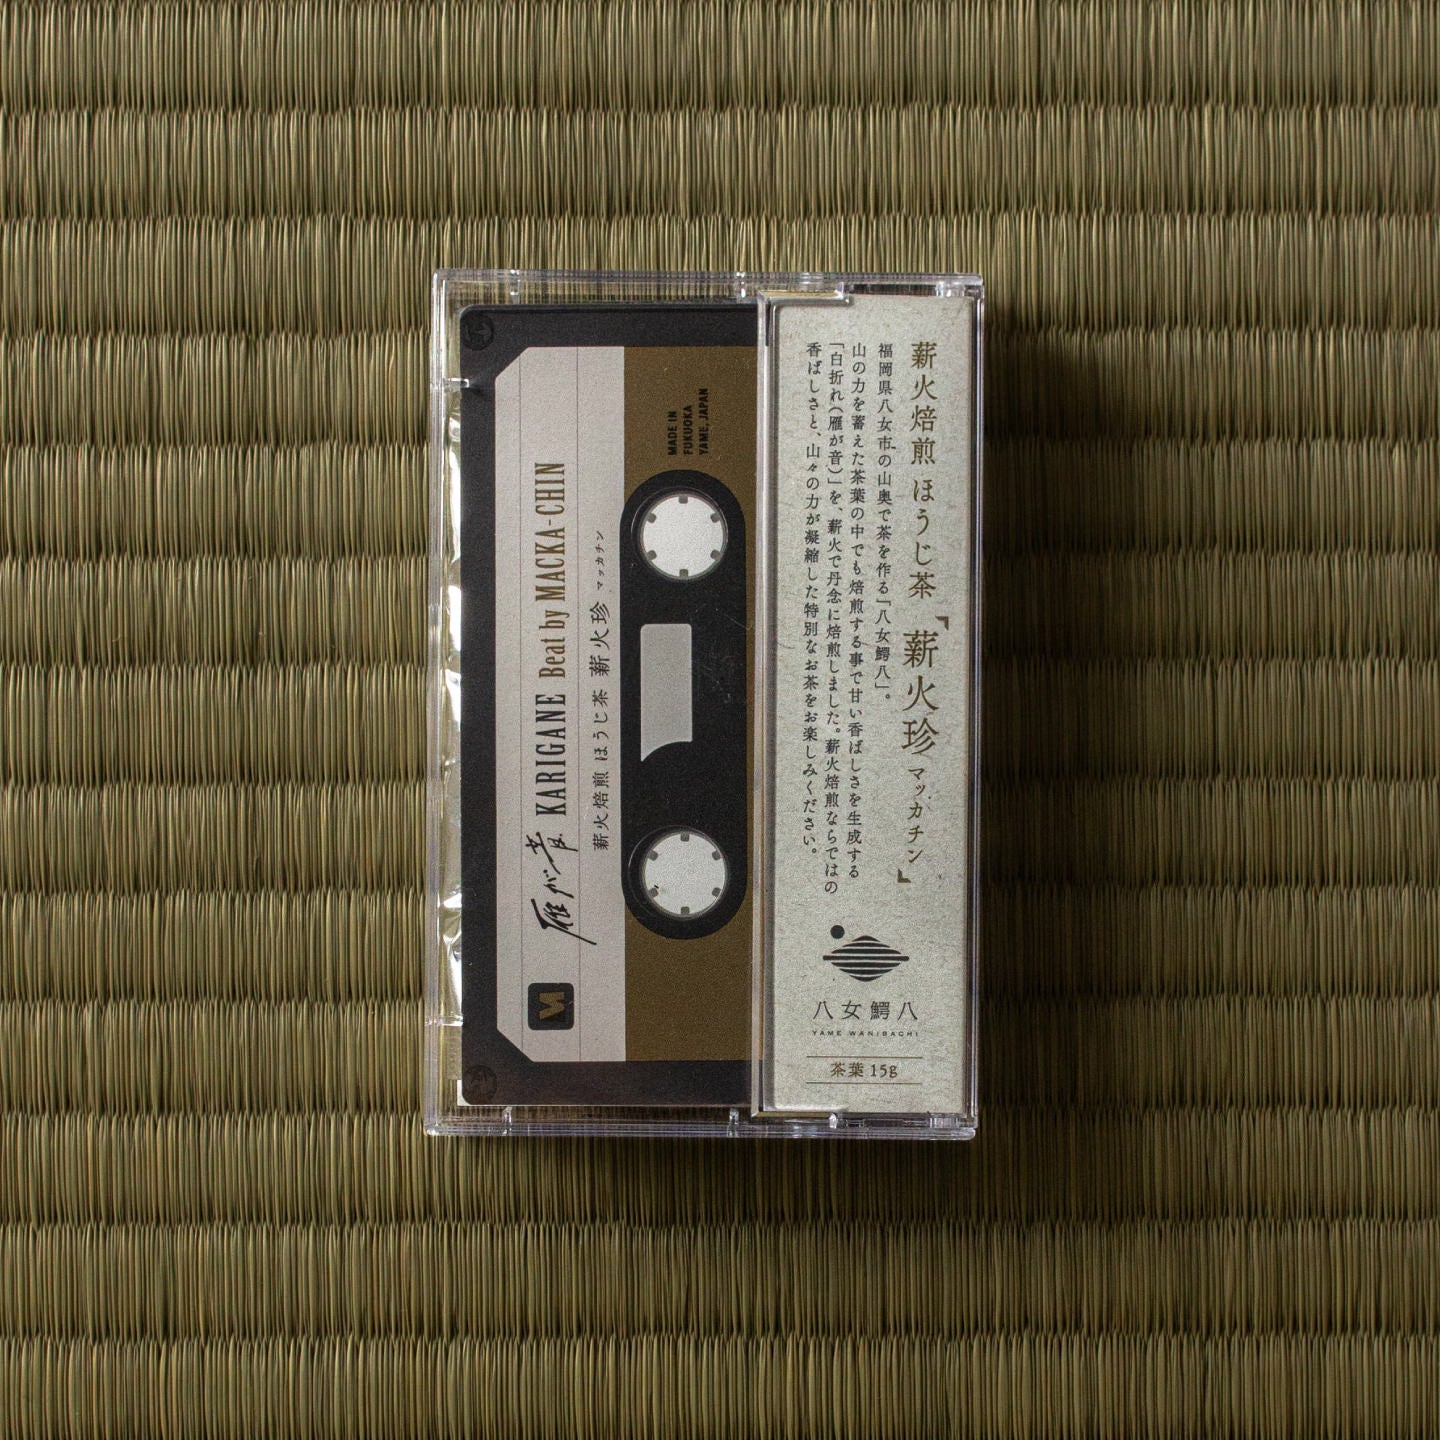 薪火焙煎 ほうじ茶「薪火珍 マッカチン」
福岡県八女市の山奥で茶を作る「八女鰐八」。
山の力を蓄えた茶葉の中でも焙煎する事で甘い香ばしさを生成する
「白折れ(雁が音)」を、薪火で丹念に焙煎しました。薪火焙煎ならではの
香ばしさと、山々の力が凝縮した特別なお茶をお楽しみください。
八女鰐八
YAME WANIBACHI
茶葉 15g
雁が音 KARIGANE Beat by MACKA-CHIN
薪火焙煎 ほうじ茶 薪火珍 マッカチン
MADE IN
FUKUOKA
YAME, JAPAN